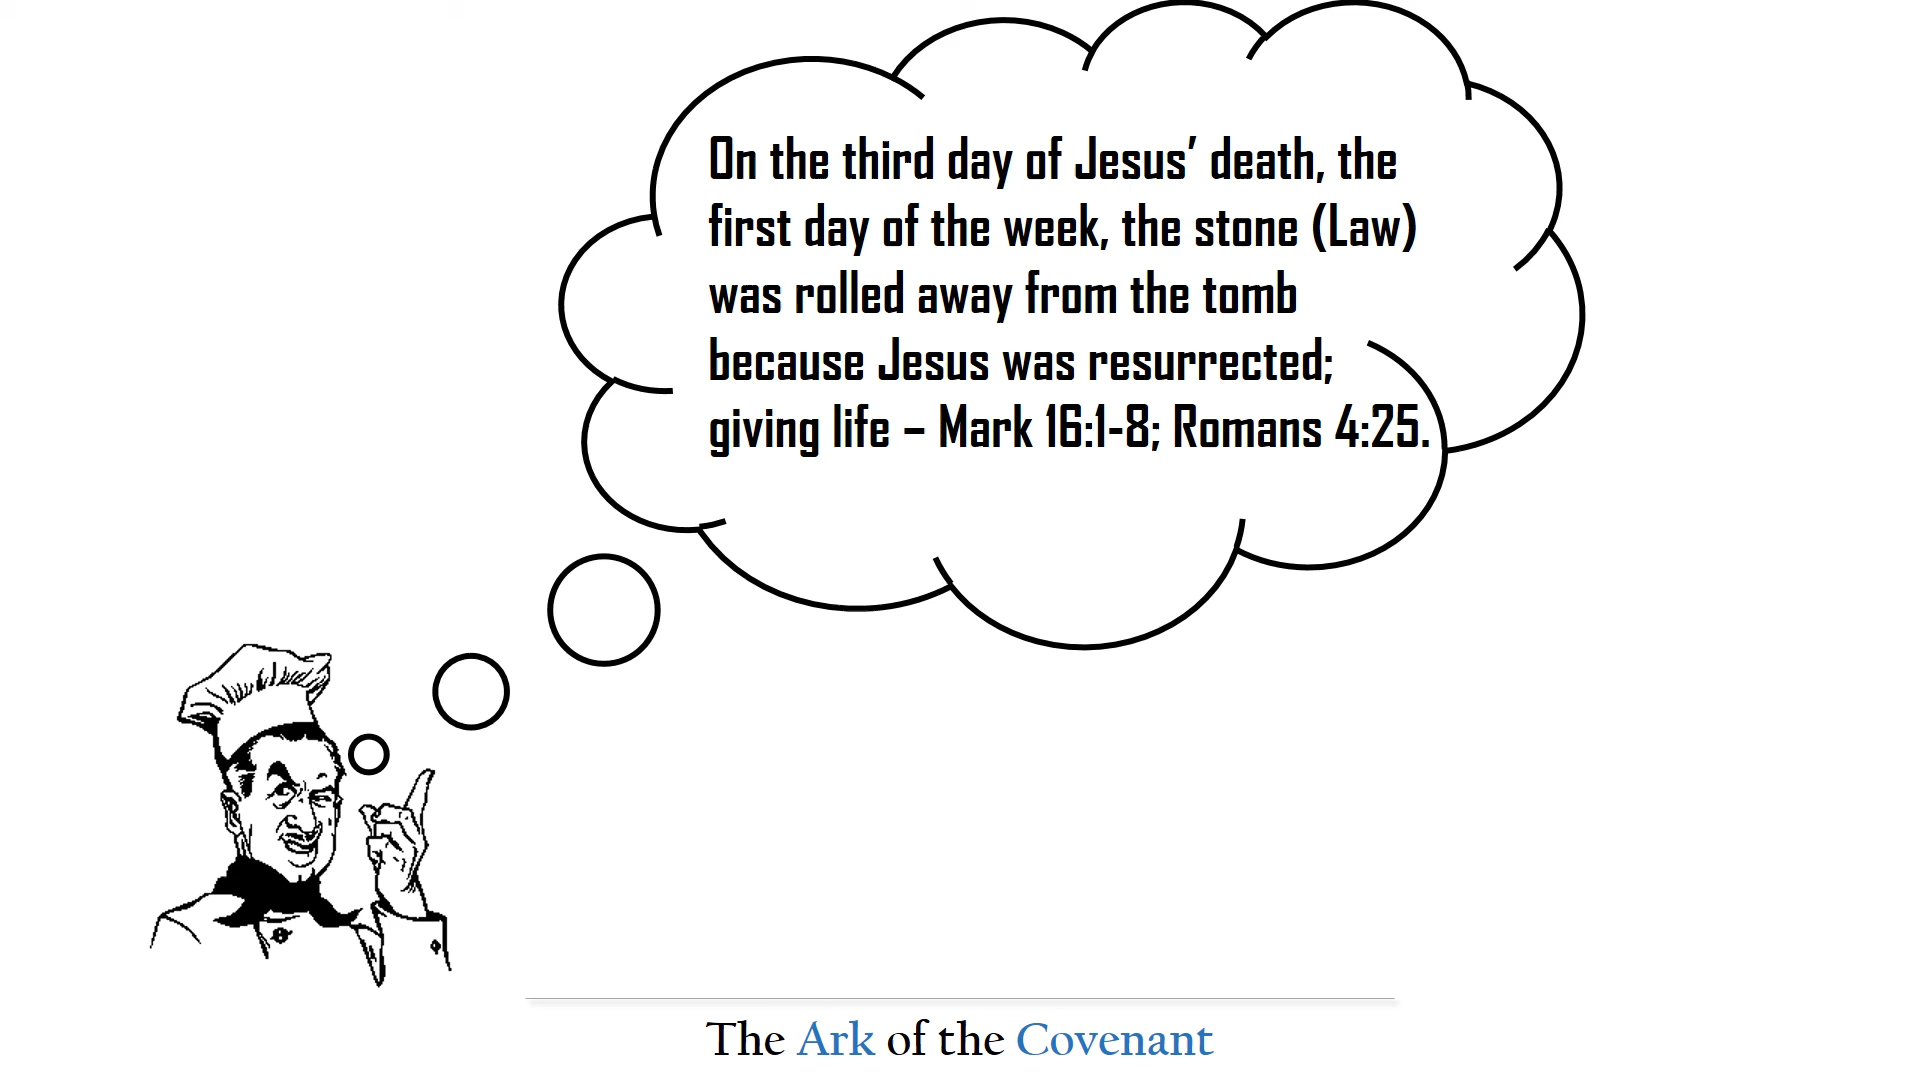 On the third day of Jesus’ death, the
first day of the week, the stone (Law)
was rolled away from the tomb
because Jesus was resurrected;
giving life – Mark 16:1-8; Romans 4:25.
The Ark of the Covenant